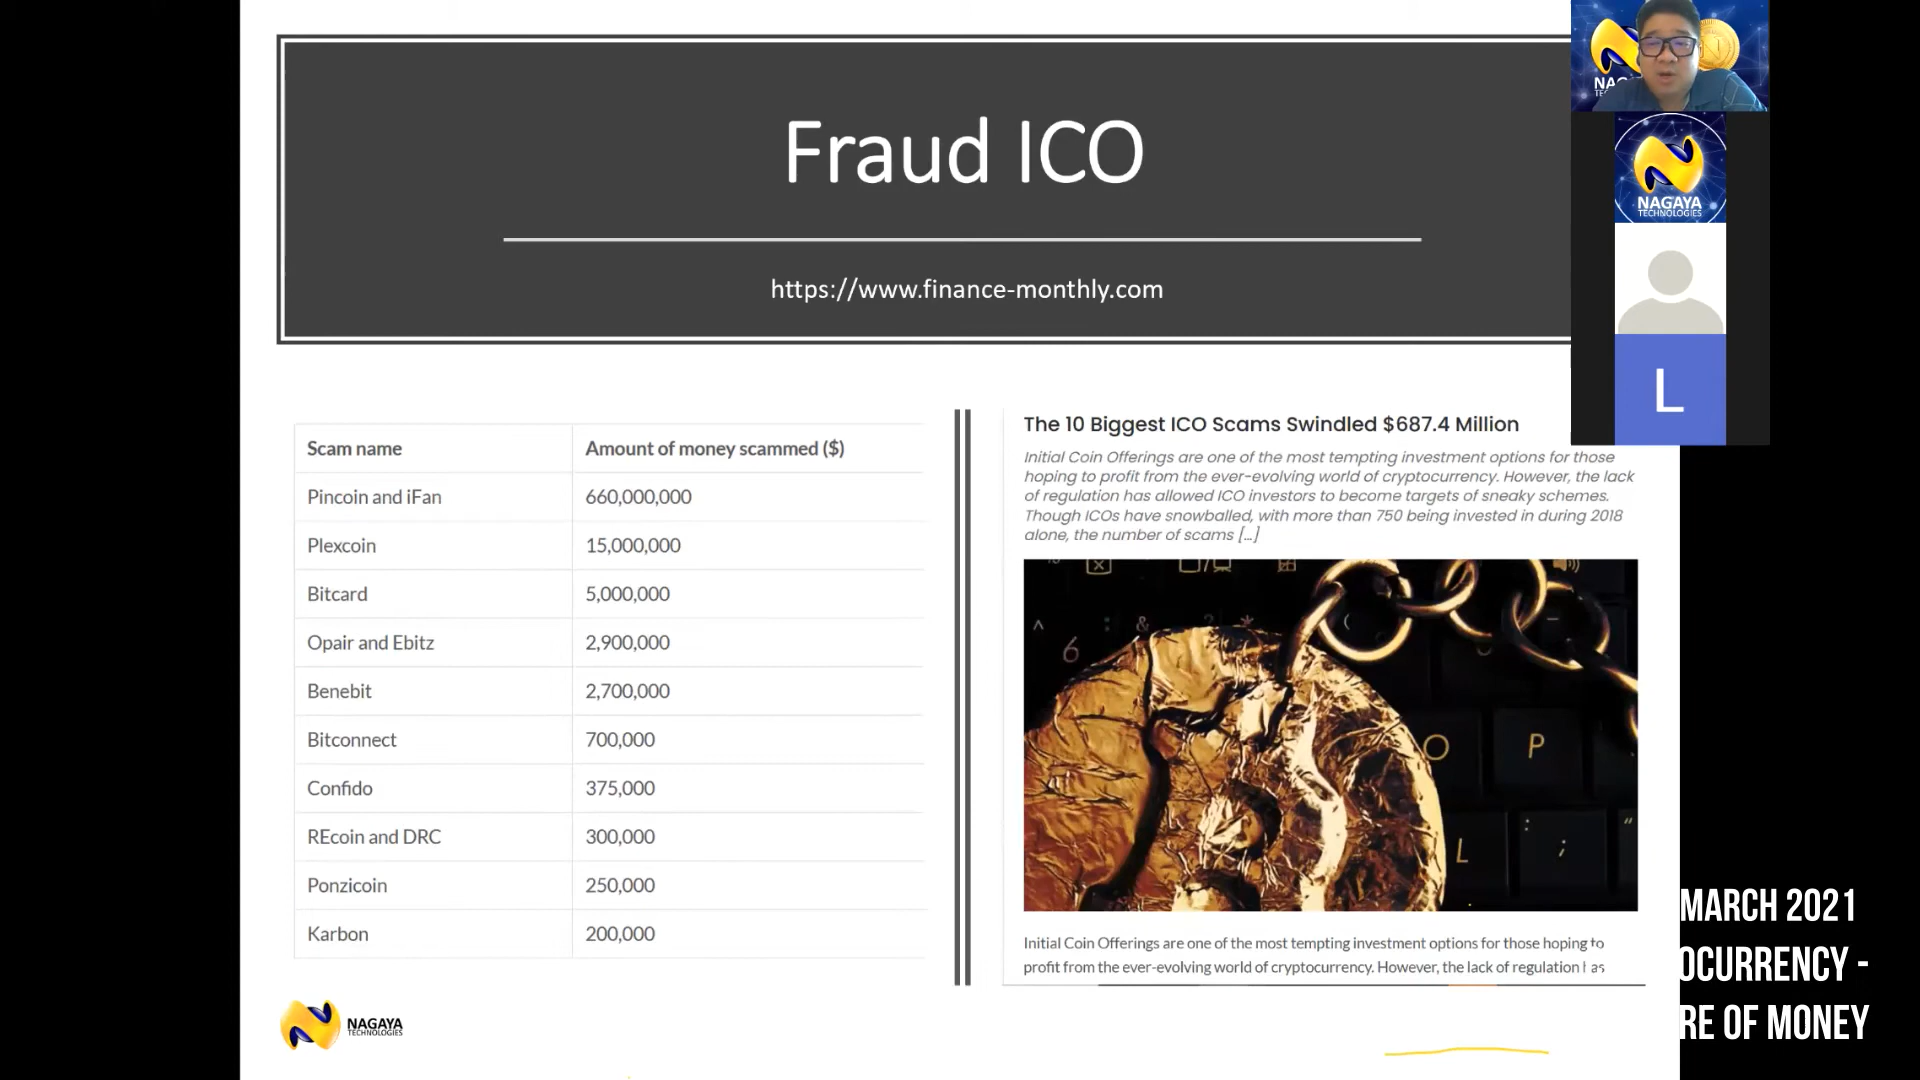 Fraud ICO
https://www.finance-monthly.com
NAGAYA
TECHNOLOGIES
L
Scam name Amount of money scammed ($)
Pincoin and iFan 660,000,000
Plexcoin 15,000,000
Bitcard 5,000,000
Opair and Ebitz 2,900,000
Benebit 2,700,000
Bitconnect 700,000
Confido 375,000
REcoin and DRC 300,000
Ponzicoin 250,000
Karbon 200,000
The 10 Biggest ICO Scams Swindled $687.4 Million
Initial Coin Offerings are one of the most tempting investment options for those
hoping to profit from the ever-evolving world of cryptocurrency. However, the lack
of regulation has allowed ICO investors to become targets of sneaky schemes.
Though ICOs have snowballed, with more than 750 being invested in during 2018
alone, the number of scams [...]
6 &
O P
L ;
Initial Coin Offerings are one of the most tempting investment options for those hoping to
profit from the ever-evolving world of cryptocurrency. However, the lack of regulation has
NAGAYA
TECHNOLOGIES
MARCH 2021
OCURRENCY -
RE OF MONEY